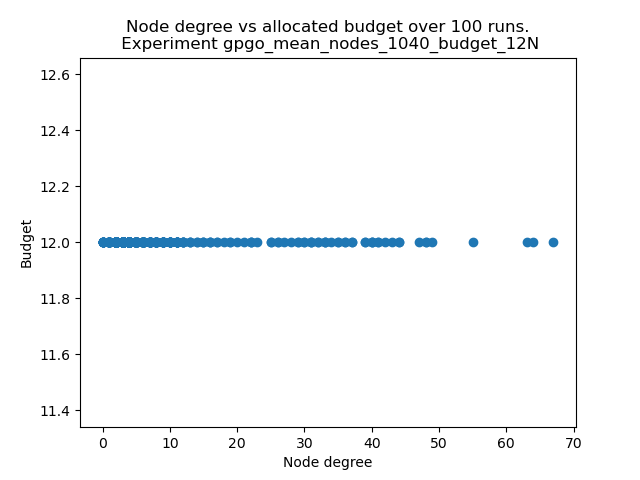 Node degree vs allocated budget over 100 runs.
Experiment gpgo_mean_nodes_1040_budget_12N
12.6
12.4
12.2
12.0
11.8
11.6
11.4
Budget
0 10 20 30 40 50 60 70
Node degree